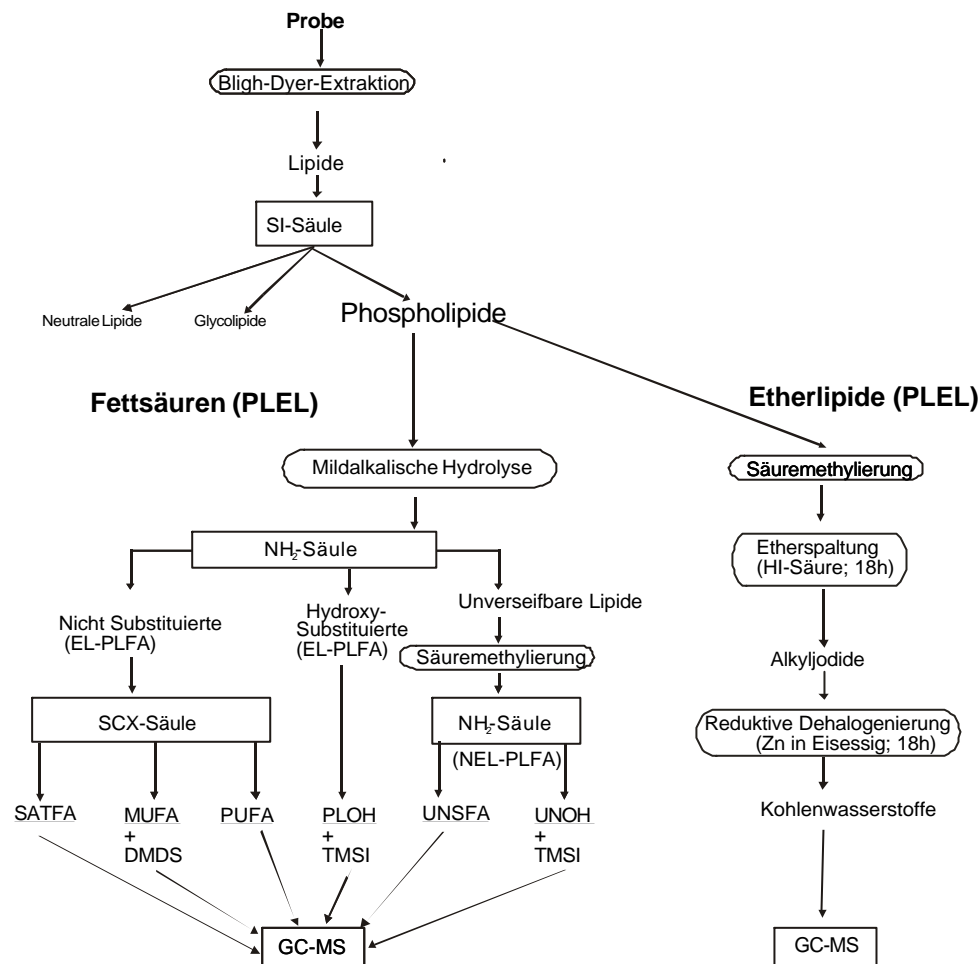 Probe
Bligh-Dyer-Extraktion
Lipide
SI-Säule
Neutrale Lipide
Glycolipide
Phospholipide
Fettsäuren (PLEL)
Etherlipide (PLEL)
Mildalkalische Hydrolyse
Säuremethylierung
NH2-Säule
Etherspaltung
(HI-Säure; 18h)
Nicht Substituierte
(EL-PLFA)
Hydroxy-
Substituierte
(EL-PLFA)
Unverseifbare Lipide
Säuremethylierung
Alkyljodide
SCX-Säule
NH2-Säule
(NEL-PLFA)
Reduktive Dehalogenierung
(Zn in Eisessig; 18h)
SATFA
MUFA
+
DMDS
PUFA
PLOH
+
TMSI
UNSFA
UNOH
+
TMSI
Kohlenwasserstoffe
GC-MS
GC-MS